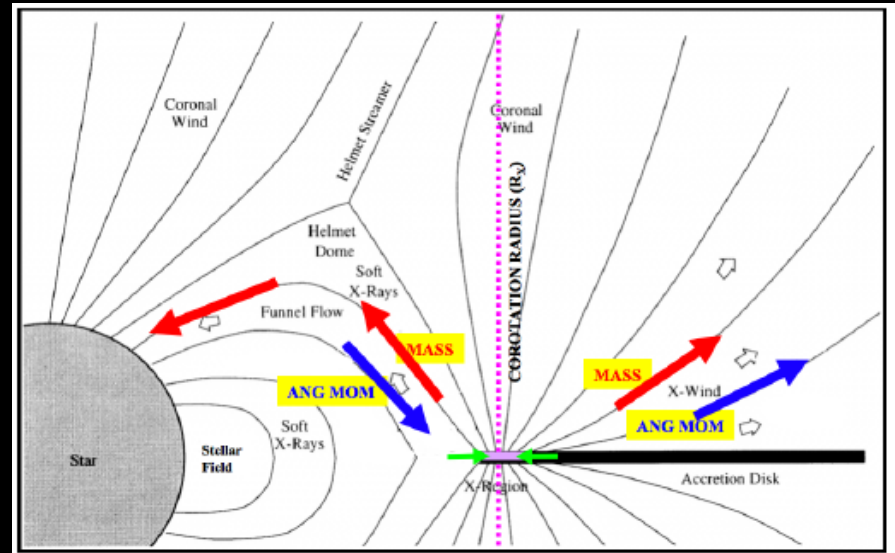 Coronal
Wind
Helmet Streamer
Coronal
Wind
COROTATION RADIUS (Rx)
Helmet
Dome
Soft
X-Rays
Funnel Flow
MASS
MASS
X-Wind
ANG MOM
ANG MOM
Soft
X-Rays
Star
Stellar
Field
X-Region
Accretion Disk